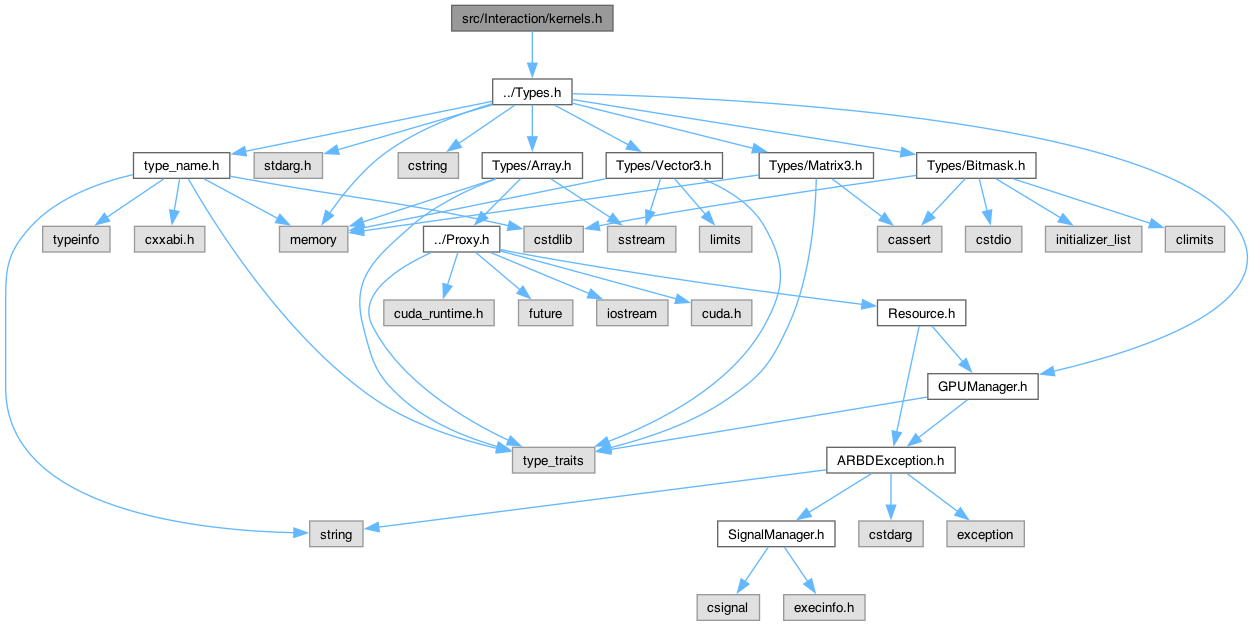 src/Interaction/kernels.h
../Types.h
type_name.h
stdarg.h
cstring
Types/Array.h
Types/Vector3.h
Types/Matrix3.h
Types/Bitmask.h
typeinfo
cxxabi.h
memory
../Proxy.h
cstdlib
sstream
limits
cassert
cstdio
initializer_list
climits
cuda_runtime.h
future
iostream
cuda.h
Resource.h
GPUManager.h
type_traits
ARBDException.h
string
SignalManager.h
cstdarg
exception
csignal
execinfo.h